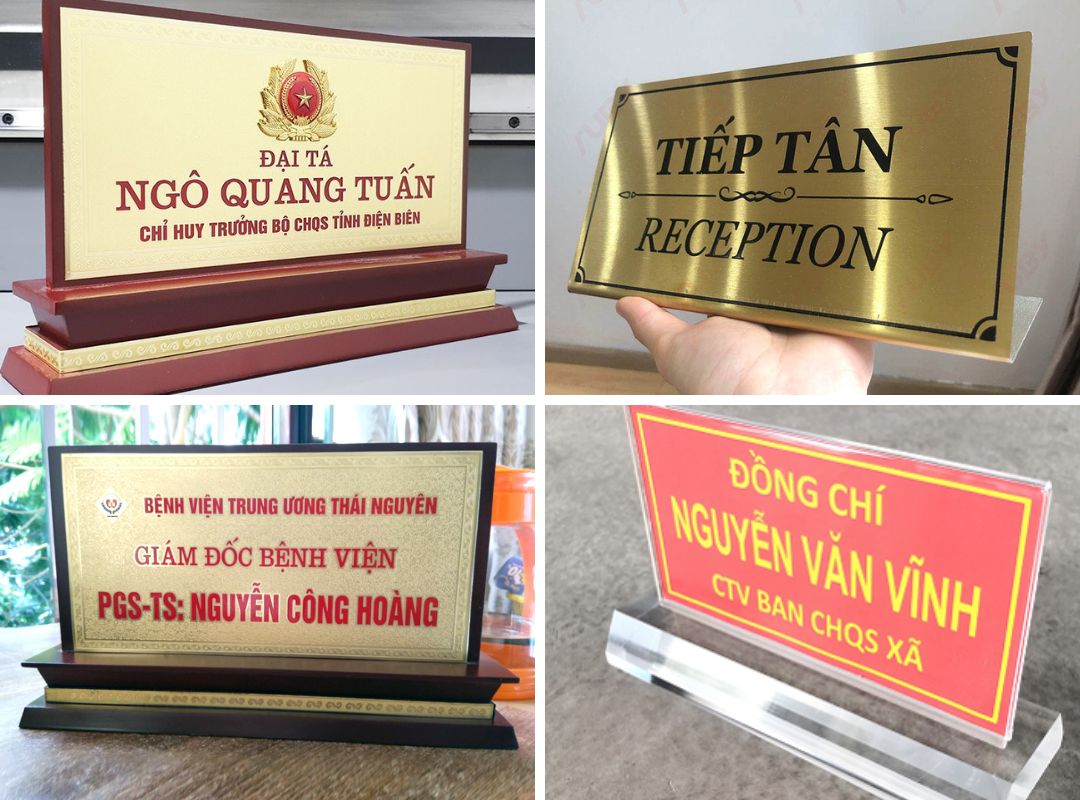 ĐẠI TÁ
NGÔ QUANG TUẤN
CHỈ HUY TRƯỞNG BỘ CHQS TỈNH ĐIỆN BIÊN
TIẾP TÂN
RECEPTION
BỆNH VIỆN TRUNG ƯƠNG THÁI NGUYÊN
GIÁM ĐỐC BỆNH VIỆN
PGS-TS: NGUYỄN CÔNG HOÀNG
ĐỒNG CHÍ
NGUYỄN VĂN VĨNH
CTV BAN CHQS XÃ